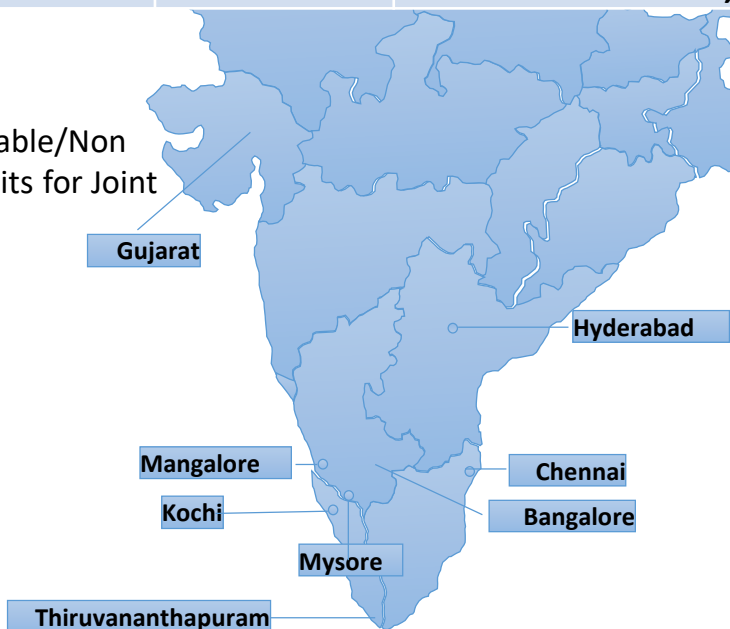 able/Non
its for Joint
Gujarat
Hyderabad
Mangalore
Chennai
Kochi
Bangalore
Mysore
Thiruvananthapuram